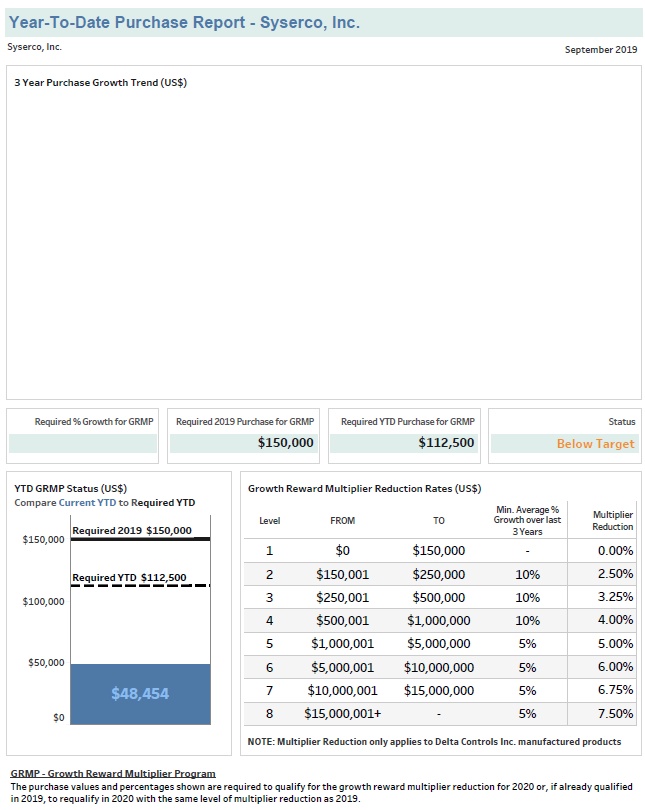 Year-To-Date Purchase Report - Syserco, Inc.
Syserco, Inc.
September 2019
3 Year Purchase Growth Trend (US$)
Required % Growth for GRMP
Required 2019 Purchase for GRMP
$150,000
Required YTD Purchase for GRMP
$112,500
Status
Below Target
YTD GRMP Status (US$)
Compare Current YTD to Required YTD
Required 2019 $150,000
$150,000
Required YTD $112,500
$100,000
$50,000
$48,454
$0
Growth Reward Multiplier Reduction Rates (US$)
Level FROM TO Min. Average % Growth over last 3 Years Multiplier Reduction
1 $0 $150,000 - 0.00%
2 $150,001 $250,000 10% 2.50%
3 $250,001 $500,000 10% 3.25%
4 $500,001 $1,000,000 10% 4.00%
5 $1,000,001 $5,000,000 5% 5.00%
6 $5,000,001 $10,000,000 5% 6.00%
7 $10,000,001 $15,000,000 5% 6.75%
8 $15,000,001+ - 5% 7.50%
NOTE: Multiplier Reduction only applies to Delta Controls Inc. manufactured products
GRMP - Growth Reward Multiplier Program
The purchase values and percentages shown are required to qualify for the growth reward multiplier reduction for 2020 or, if already qualified
in 2019, to requalify in 2020 with the same level of multiplier reduction as 2019.